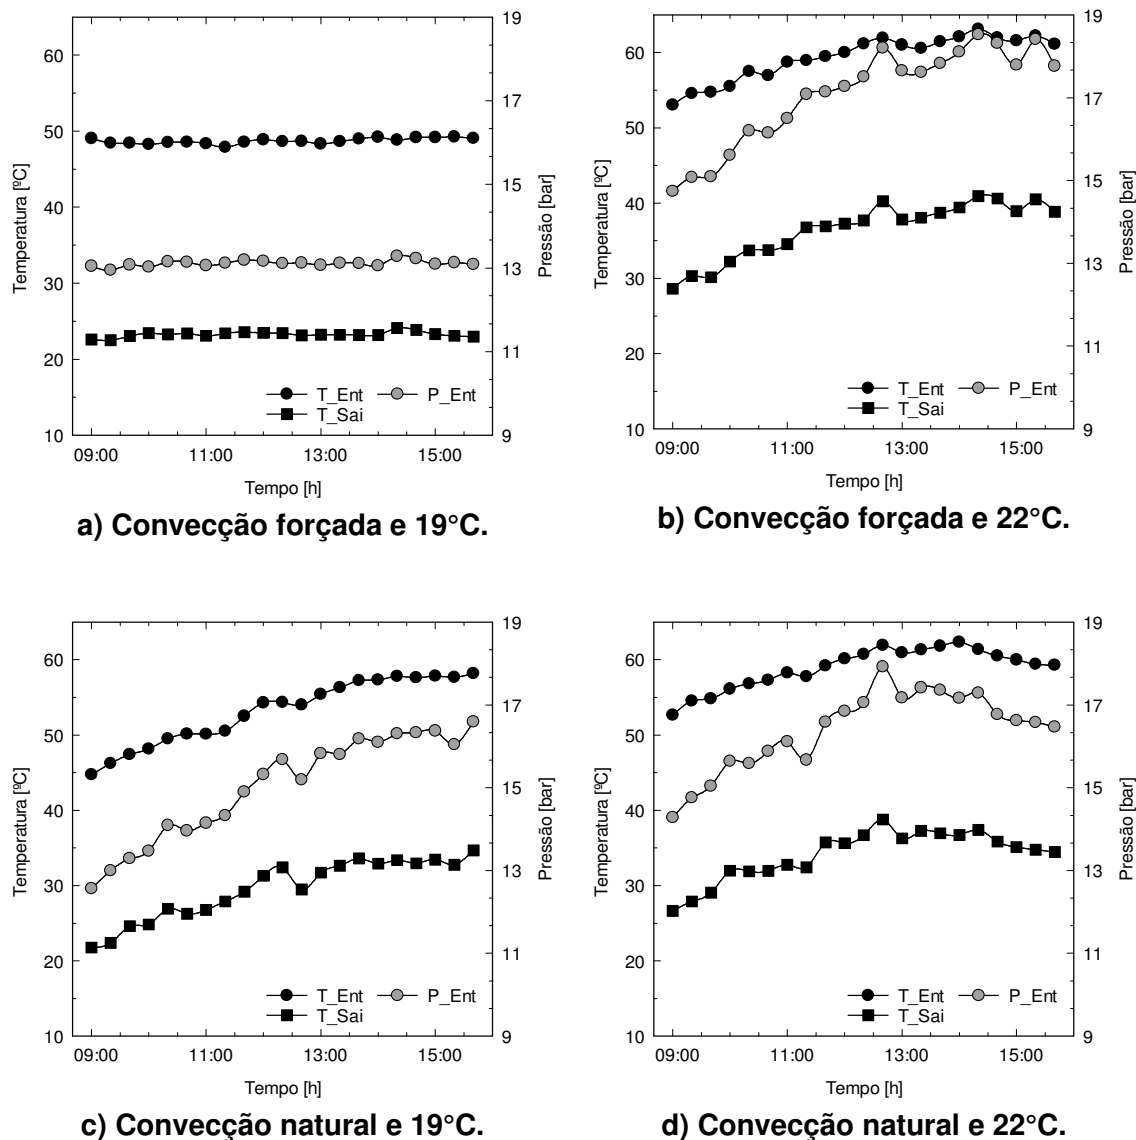 60
50
40
30
20
10
Temperatura [ºC]
19
17
15
13
11
9
Pressão [bar]
T_Ent P_Ent
T_Sai
09:00 11:00 13:00 15:00
Tempo [h]
a) Convecção forçada e 19°C.
60
50
40
30
20
10
Temperatura [ºC]
19
17
15
13
11
9
Pressão [bar]
T_Ent P_Ent
T_Sai
09:00 11:00 13:00 15:00
Tempo [h]
b) Convecção forçada e 22°C.
60
50
40
30
20
10
Temperatura [ºC]
19
17
15
13
11
9
Pressão [bar]
T_Ent P_Ent
T_Sai
09:00 11:00 13:00 15:00
Tempo [h]
c) Convecção natural e 19°C.
60
50
40
30
20
10
Temperatura [ºC]
19
17
15
13
11
9
Pressão [bar]
T_Ent P_Ent
T_Sai
09:00 11:00 13:00 15:00
Tempo [h]
d) Convecção natural e 22°C.